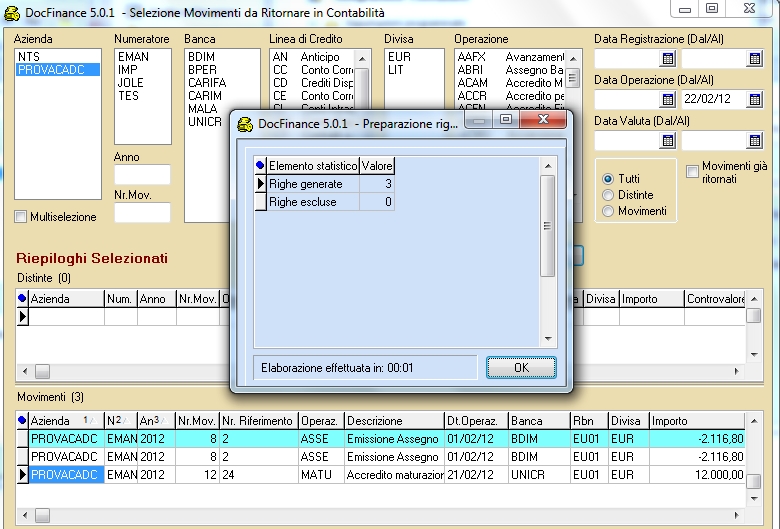 DocFinance 5.0.1 - Selezione Movimenti da Ritornare in Contabilità
Azienda Numeratore Banca Linea di Credito Divisa Operazione Data Registrazione (Dal/Al)
NTS EMAN BDIM AN Anticipo EUR AAFX Avanzament
PROVACADC IMP BPER CC Conto Corr LIT ABRI Assegno Ba
JOLE CARIFA CD Crediti Disp ACAM Accredito M
TES CARIM CE Conto Corr ACCR Accredito pe
MALA
UNICR
Data Operazione (Dal/Al)
22/02/12
Data Valuta (Dal/Al)
Anno
Nr.Mov.
Multiselezione
Tutti
Distinte
Movimenti
Movimenti già
ritornati
DocFinance 5.0.1 - Preparazione rig...
Elemento statistico Valore
Righe generate 3
Righe escluse 0
Elaborazione effettuata in: 00:01
OK
Riepiloghi Selezionati
Distinte (0)
Azienda Num. Anno Nr.Mov. Divisa Importo Controvalore
Movimenti (3)
Azienda 1 N 2 An 3 Nr.Mov. Nr. Riferimento Operaz. Descrizione Dt.Operaz. Banca Rbn Divisa Importo
PROVACADC EMAN 2012 8 2 ASSE Emissione Assegno 01/02/12 BDIM EU01 EUR -2.116,80
PROVACADC EMAN 2012 8 2 ASSE Emissione Assegno 01/02/12 BDIM EU01 EUR -2.116,80
PROVACADC EMAN 2012 12 24 MATU Accredito maturazion 21/02/12 UNICR EU01 EUR 12.000,00